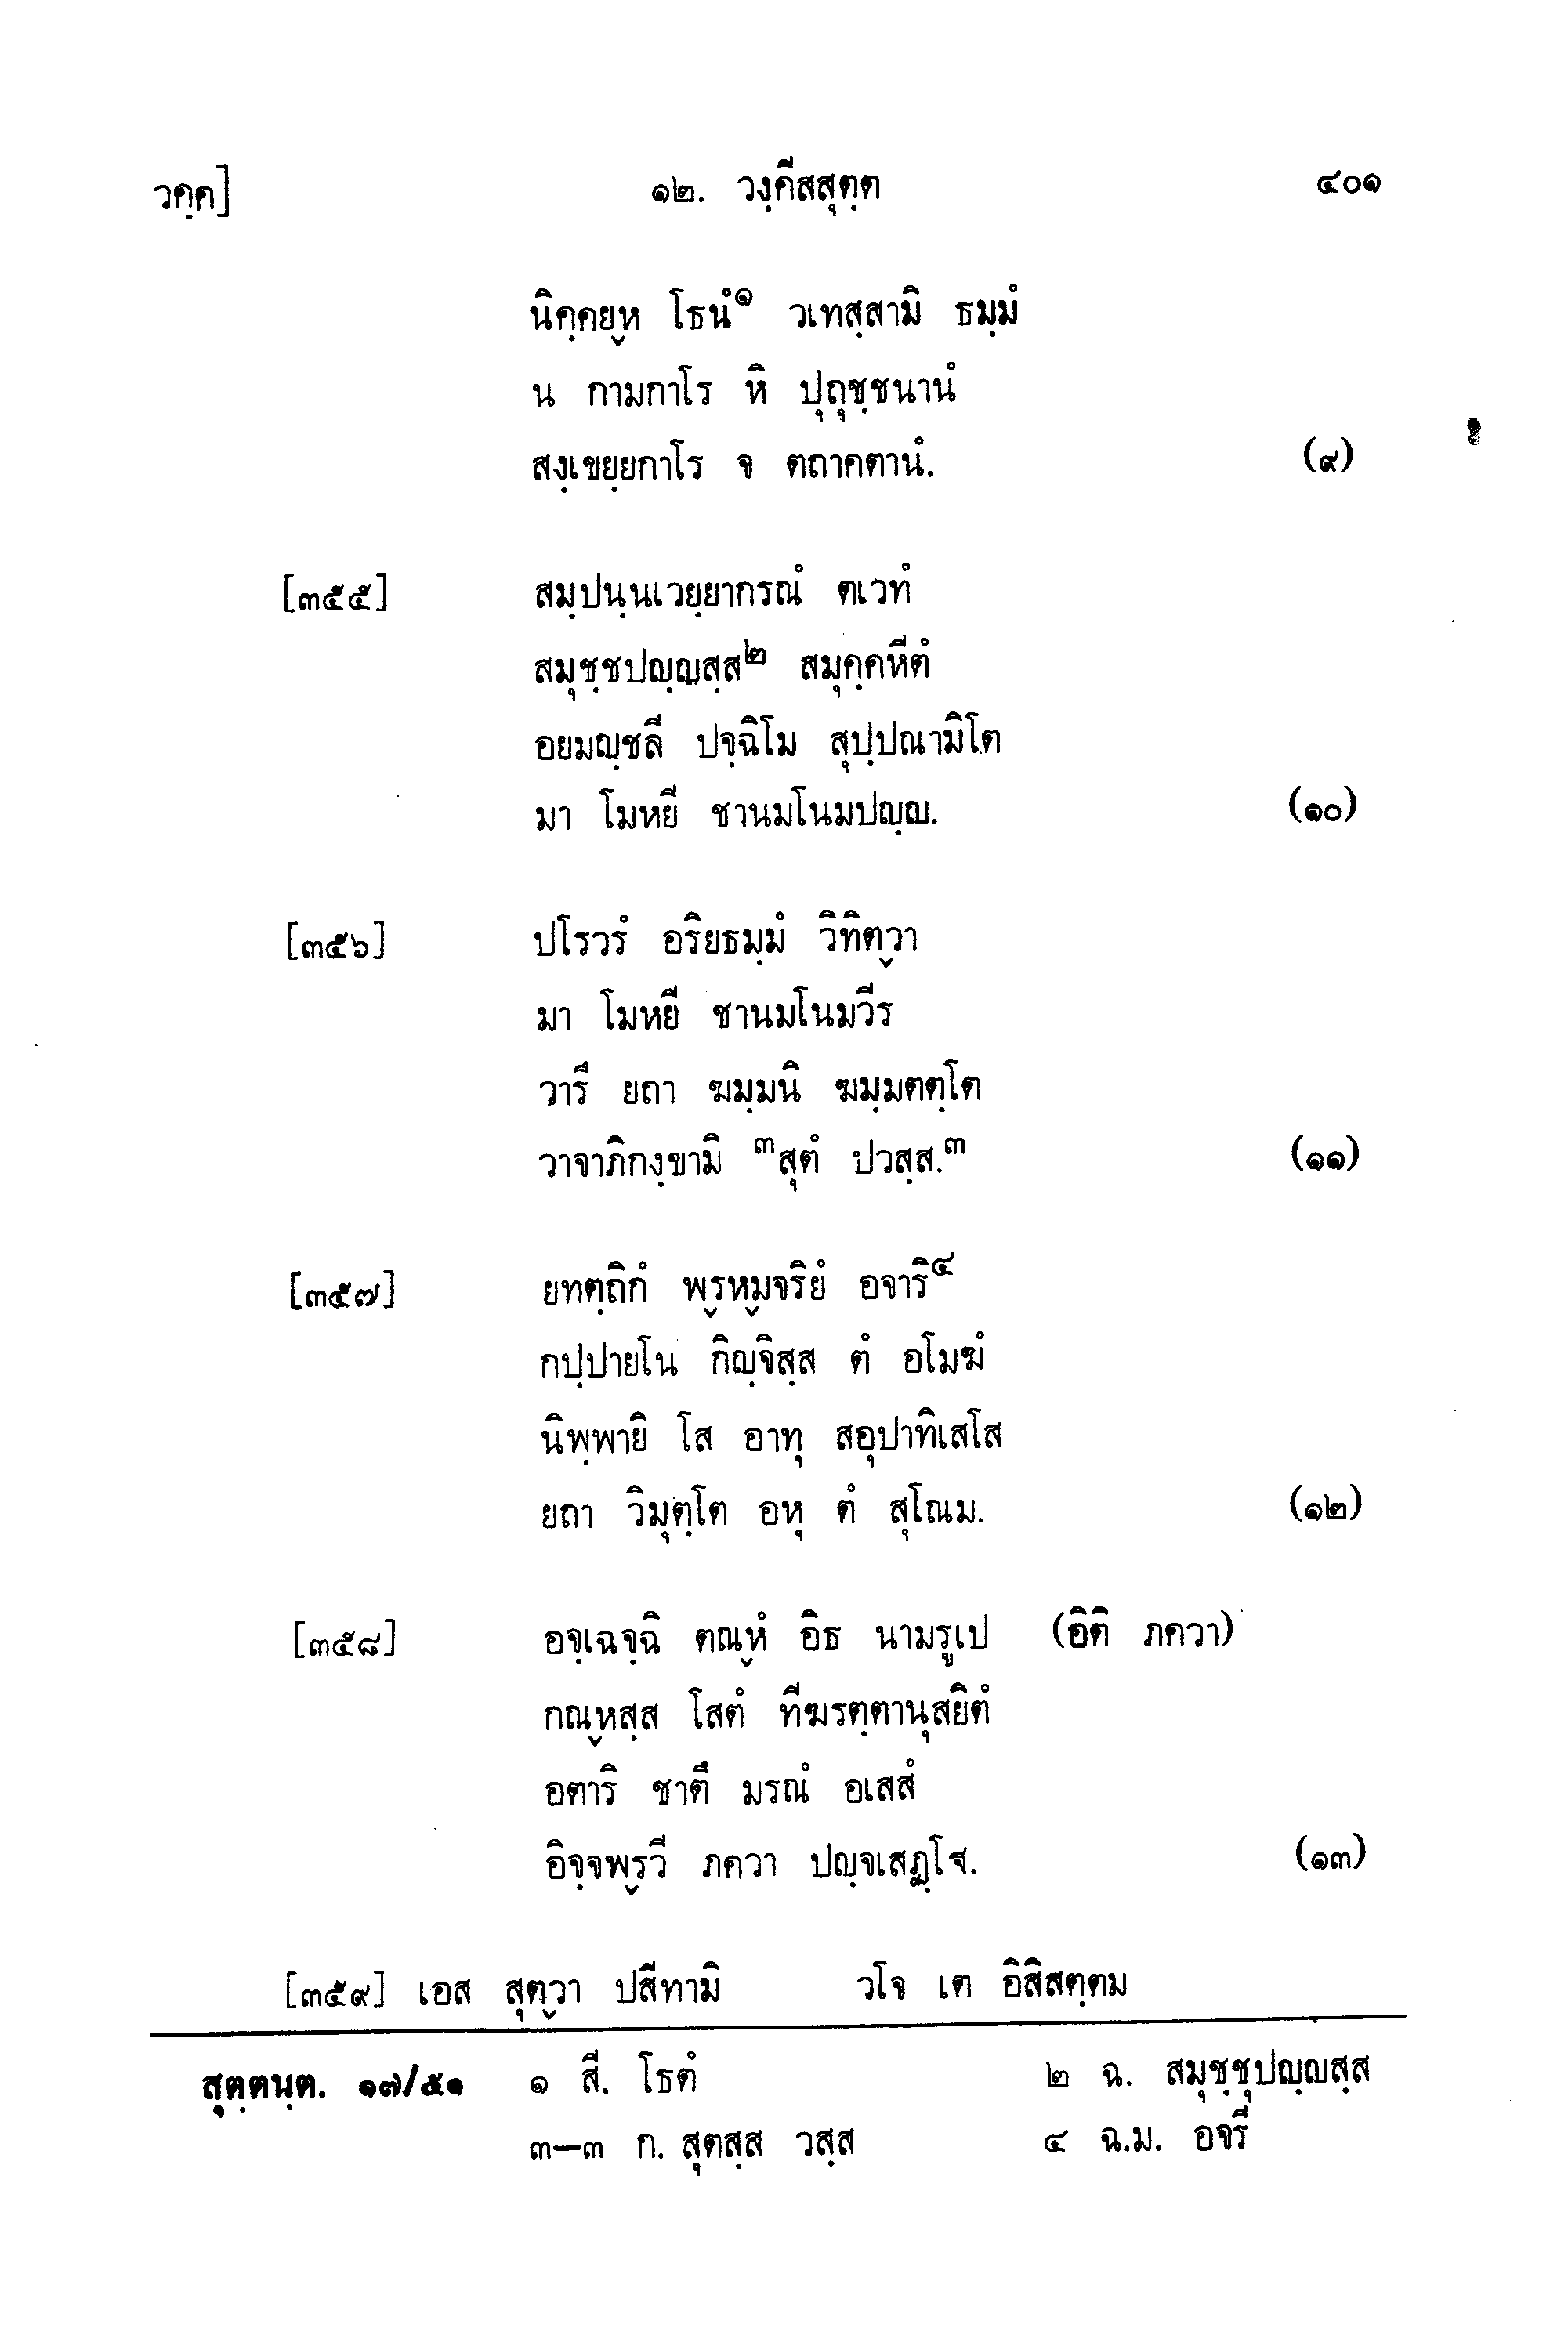 วคฺค] ๑๒. วงฺคีสสุตฺต ๔๐๑
นิคฺคยฺห โธนํ๑ วเทสฺสามิ ธมฺมํ
น กามกาโร หิ ปุถุชฺชนานํ
สงฺเขยฺยกาโร จ ตถาคตานํ. (๙)
[๓๕๕] สมฺปนฺนเวยฺยากรณํ ตเวทํ
สมุชฺชปญฺญสฺส๒ สมุคฺคหีตํ
อยมญฺชลี ปจฺฉิโม สุปฺปณามิโต
มา โมหยี ชานมโนมปญฺญ. (๑๐)
[๓๕๖] ปโรวรํ อริยธมฺมํ วิทิตฺวา
มา โมหยี ชานมโนมวีร
วารึ ยถา ฆมฺมนิ ฆมฺมตตฺโต
วาจาภิกงฺขามิ ๓สุตํ ปวสฺส.๓ (๑๑)
[๓๕๗] ยทตฺถิกํ พฺรหฺมจริยํ อจาริ๔
กปฺปายโน กิญฺจิสฺส ตํ อโมฆํ
นิพฺพายิ โส อาทุ สอุปาทิเสโส
ยถา วิมุตฺโต อหุ ตํ สุโณม. (๑๒)
[๓๕๘] อจฺเฉจฺฉิ ตณฺหํ อิธ นามรูเป (อิติ ภควา)
กณฺหสฺส โสตํ ทีฆรตฺตานุสยิตํ
อตาริ ชาตึ มรณํ อเสสํ
อิจฺจพฺรวี ภควา ปญฺจเสฏฺโฐ. (๑๓)
[๓๕๙] เอส สุตฺวา ปสีทามิ วโจ เต อิสิสตฺตม
สุตฺตนฺต. ๑๗/๕๑ ๑ สี. โธตํ ๒ ฉ. สมุชฺชุปญฺญสฺส
๓–๓ ก. สุตสฺส วสฺส ๔ ฉ.ม. อจรี